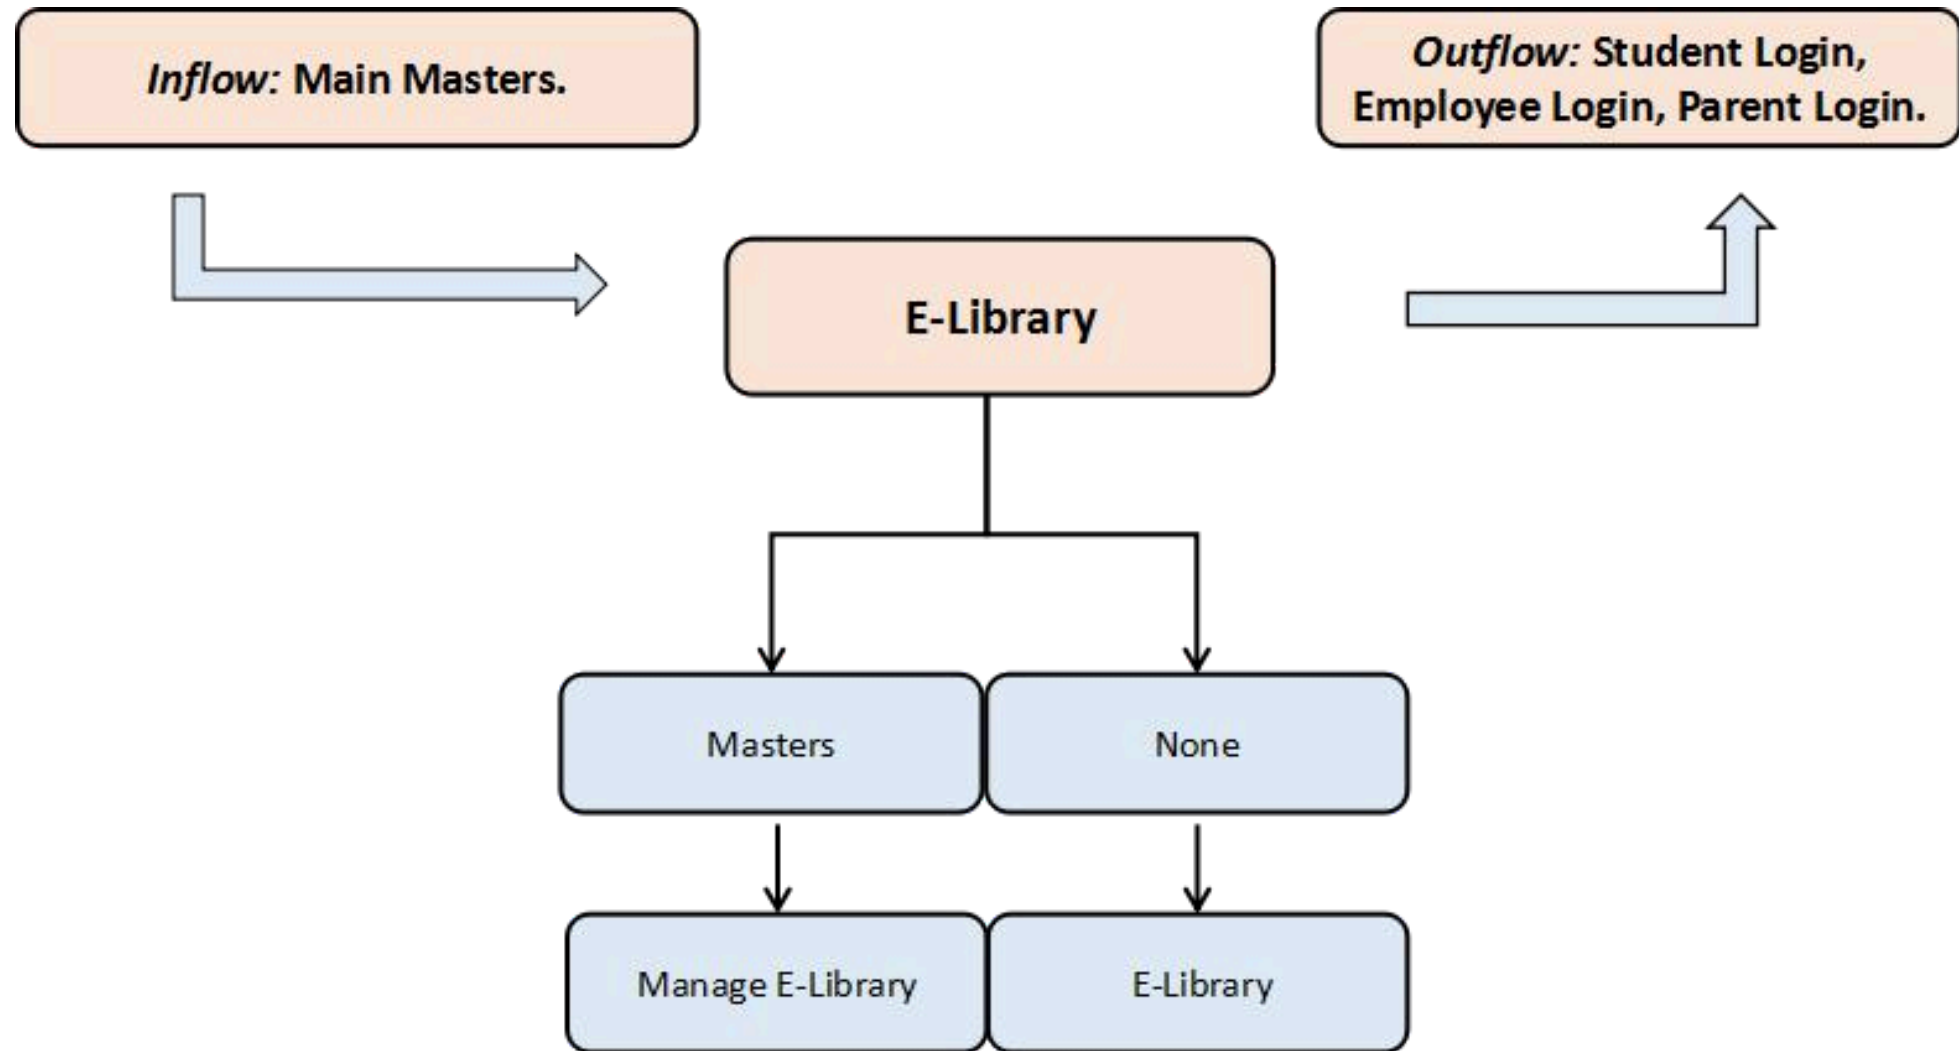 Inflow: Main Masters.
Outflow: Student Login,
Employee Login, Parent Login.
E-Library
Masters
None
Manage E-Library
E-Library